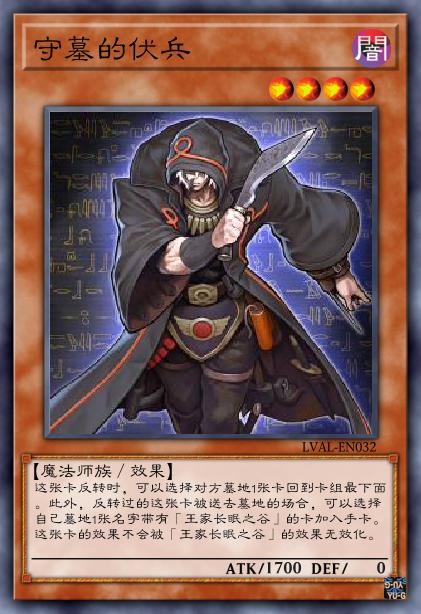 守墓的伏兵
闇
LVAL-EN032
【魔法师族／效果】
这张卡反转时，可以选择对方墓地1张卡回到卡组最下面
。此外，反转过的这张卡被送去墓地的场合，可以选择
自己墓地1张名字带有「王家长眠之谷」的卡加入手卡。
这张卡的效果不会被「王家长眠之谷」的效果无效化。
ATK/1700 DEF/ 0